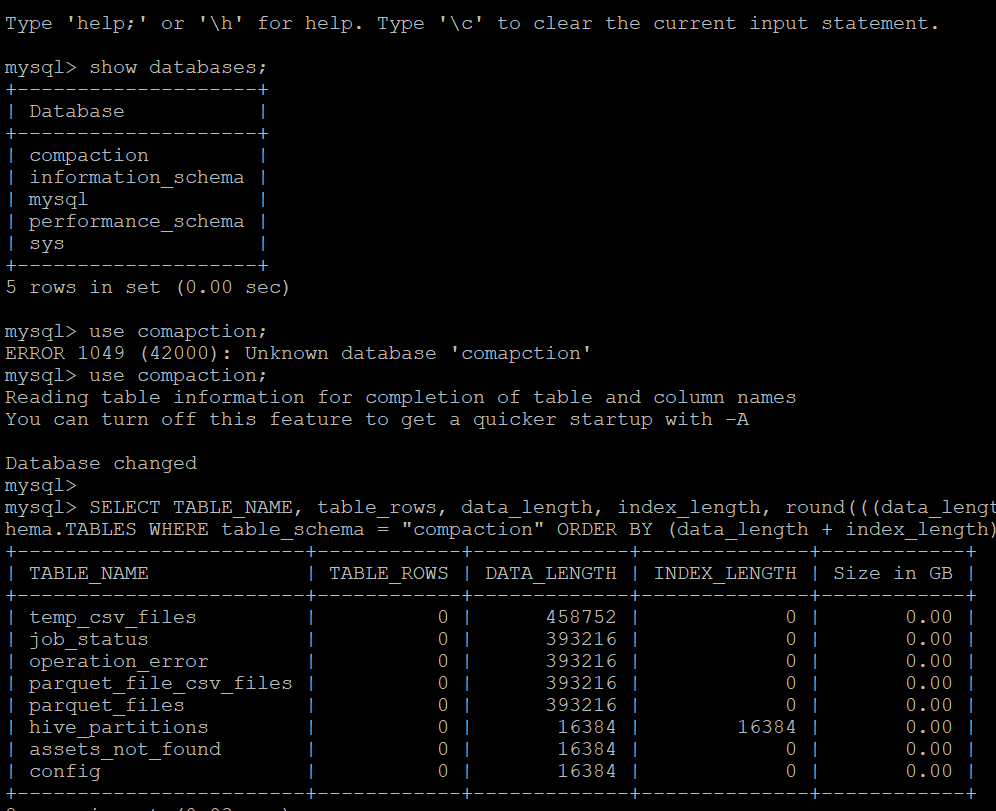 Type 'help;' or '\h' for help. Type '\c' to clear the current input statement.
mysql> show databases;
+--------------------+
| Database           |
+--------------------+
| compaction         |
| information_schema |
| mysql              |
| performance_schema |
| sys                |
+--------------------+
5 rows in set (0.00 sec)
mysql> use comapction;
ERROR 1049 (42000): Unknown database 'comapction'
mysql> use compaction;
Reading table information for completion of table and column names
You can turn off this feature to get a quicker startup with -A
Database changed
mysql>
mysql> SELECT TABLE_NAME, table_rows, data_length, index_length, round(((data_lengt
hema.TABLES WHERE table_schema = "compaction" ORDER BY (data_length + index_length)
+------------------------+------------+-------------+--------------+------------+
| TABLE_NAME             | TABLE_ROWS | DATA_LENGTH | INDEX_LENGTH | Size in GB |
+------------------------+------------+-------------+--------------+------------+
| temp_csv_files         |          0 |      458752 |            0 |       0.00 |
| job_status             |          0 |      393216 |            0 |       0.00 |
| operation_error        |          0 |      393216 |            0 |       0.00 |
| parquet_file_csv_files |          0 |      393216 |            0 |       0.00 |
| parquet_files          |          0 |      393216 |            0 |       0.00 |
| hive_partitions        |          0 |       16384 |        16384 |       0.00 |
| assets_not_found       |          0 |       16384 |            0 |       0.00 |
| config                 |          0 |       16384 |            0 |       0.00 |
+------------------------+------------+-------------+--------------+------------+